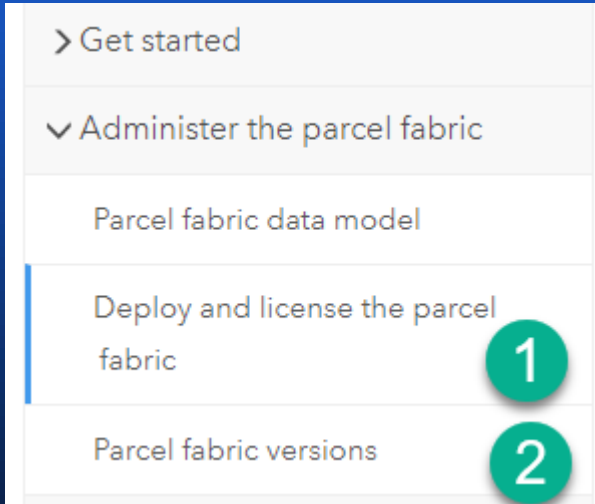 Get started
Administer the parcel fabric
Parcel fabric data model
Deploy and license the parcel
fabric
1
Parcel fabric versions
2